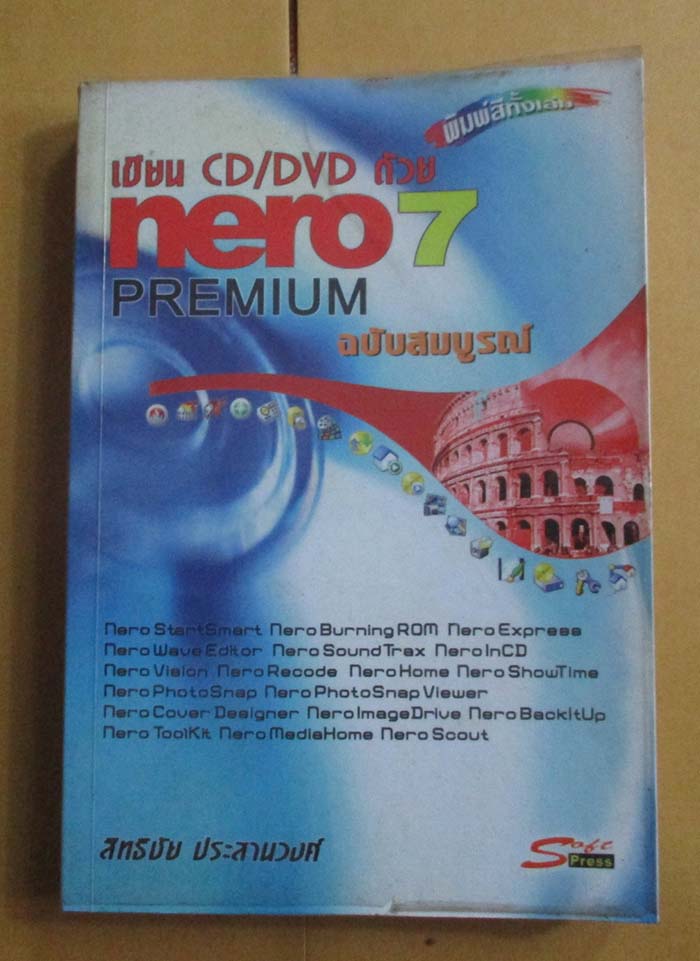 พิมพ์สีทั้งเล่ม
เขียน CD/DVD ด้วย
nero 7
PREMIUM
ฉบับสมบูรณ์
Nero StartSmart Nero Burning ROM Nero Express
Nero Wave Editor Nero SoundTrax Nero InCD
Nero Vision Nero Recode Nero Home Nero ShowTime
Nero PhotoSnap Nero PhotoSnap Viewer
Nero Cover Designer Nero ImageDrive Nero BackItUp
Nero ToolKit Nero MediaHome Nero Scout
สิทธิชัย ประสานวงศ์
Soft
Press